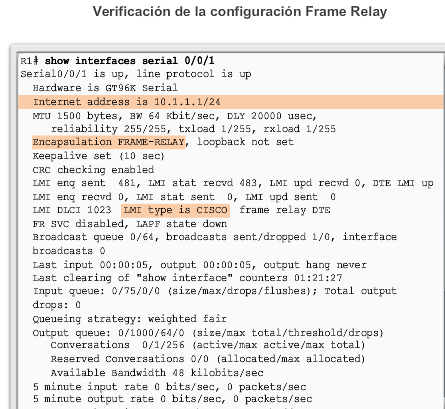 Verificación de la configuración Frame Relay
R1# show interfaces serial 0/0/1
Serial0/0/1 is up, line protocol is up
Hardware is GT96K Serial
Internet address is 10.1.1.1/24
MTU 1500 bytes, BW 64 Kbit/sec, DLY 20000 usec,
reliability 255/255, txload 1/255, rxload 1/255
Encapsulation FRAME-RELAY, loopback not set
Keepalive set (10 sec)
CRC checking enabled
LMI enq sent 481, LMI stat recvd 483, LMI upd recvd 0, DTE LMI up
LMI enq recvd 0, LMI stat sent 0, LMI upd sent 0
LMI DLCI 1023 LMI type is CISCO frame relay DTE
FR SVC disabled, LAPF state down
Broadcast queue 0/64, broadcasts sent/dropped 1/0, interface
broadcasts 0
Last input 00:00:05, output 00:00:05, output hang never
Last clearing of "show interface" counters 01:21:27
Input queue: 0/75/0/0 (size/max/drops/flushes); Total output
drops: 0
Queueing strategy: weighted fair
Output queue: 0/1000/64/0 (size/max total/threshold/drops)
Conversations 0/1/256 (active/max active/max total)
Reserved Conversations 0/0 (allocated/max allocated)
Available Bandwidth 48 kilobits/sec
5 minute input rate 0 bits/sec, 0 packets/sec
5 minute output rate 0 bits/sec, 0 packets/sec